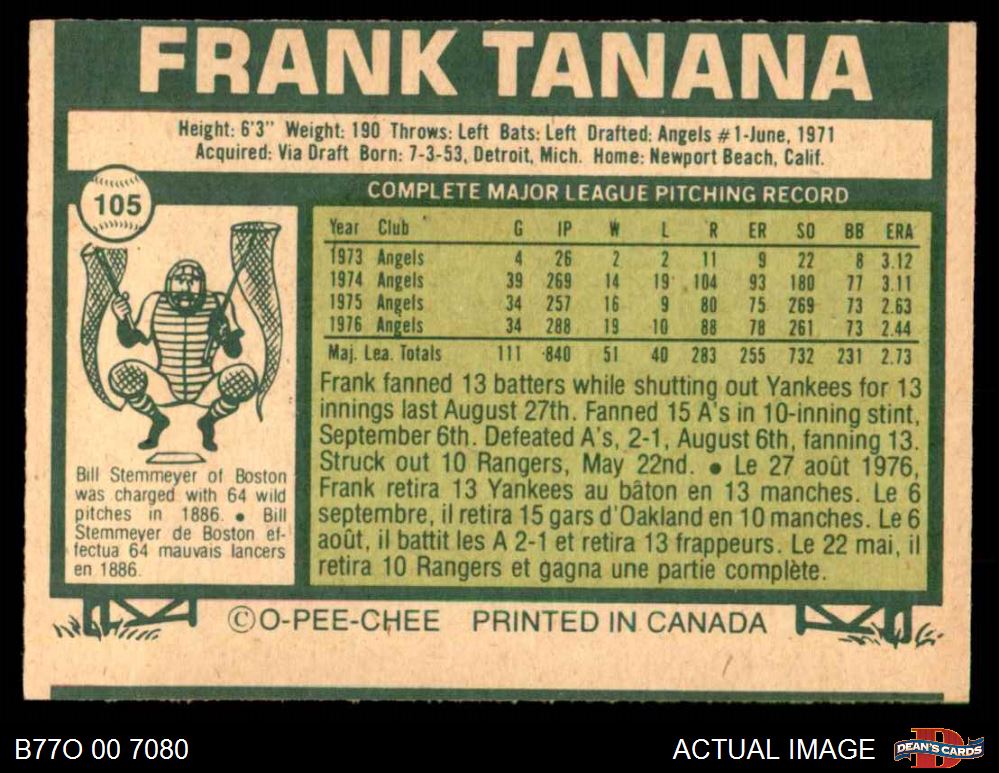 FRANK TANANA
Height: 6'3" Weight: 190 Throws: Left Bats: Left Drafted: Angels #1-June, 1971
Acquired: Via Draft Born: 7-3-53, Detroit, Mich. Home: Newport Beach, Calif.
105
COMPLETE MAJOR LEAGUE PITCHING RECORD
Year Club G IP W L R ER SO BB ERA
1973 Angels 4 26 2 2 11 9 22 8 3.12
1974 Angels 39 269 14 19 104 93 180 77 3.11
1975 Angels 34 257 16 9 80 75 269 73 2.63
1976 Angels 34 288 19 10 88 78 261 73 2.44
Maj. Lea. Totals 111 840 51 40 283 255 732 231 2.73
Frank fanned 13 batters while shutting out Yankees for 13
innings last August 27th. Fanned 15 A's in 10-inning stint,
September 6th. Defeated A's, 2-1, August 6th, fanning 13.
Struck out 10 Rangers, May 22nd. ● Le 27 août 1976,
Frank retira 13 Yankees au bâton en 13 manches. Le 6
septembre, il retira 15 gars d'Oakland en 10 manches. Le 6
août, il battit les A 2-1 et retira 13 frappeurs. Le 22 mai, il
retira 10 Rangers et gagna une partie complète.
Bill Stemmeyer of Boston
was charged with 64 wild
pitches in 1886. ● Bill
Stemmeyer de Boston ef-
fectua 64 mauvais lancers
en 1886.
©O-PEE-CHEE PRINTED IN CANADA
B77O 00 7080
ACTUAL IMAGE
DEAN'S CARDS